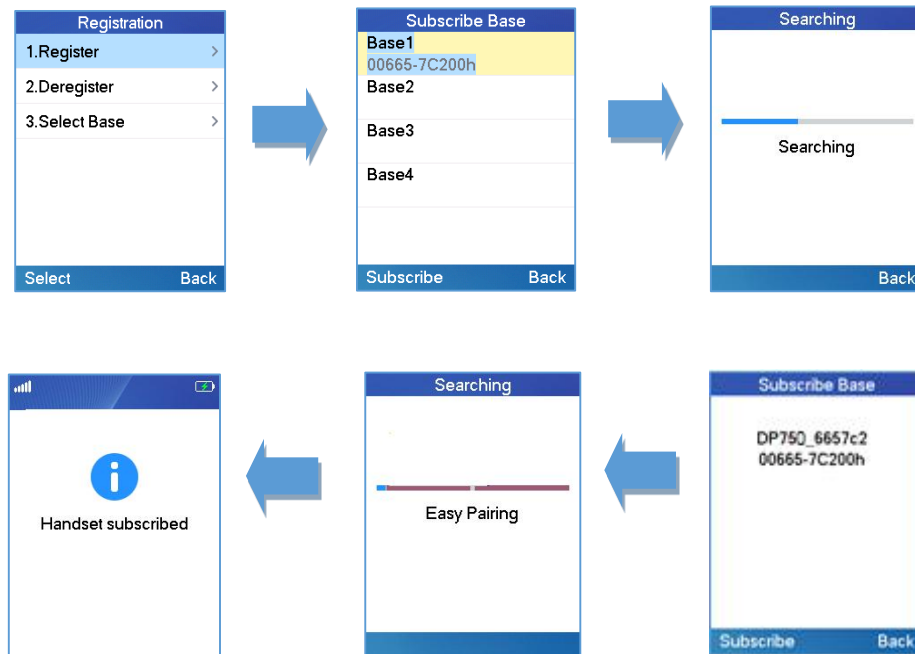 Registration
1.Register
2.Deregister
3.Select Base
Select Back
Subscribe Base
Base1
00665-7C200h
Base2
Base3
Base4
Subscribe Back
Searching
Searching
Back
Subscribe Base
DP750_6657c2
00665-7C200h
Subscribe Back
Searching
Easy Pairing
Handset subscribed